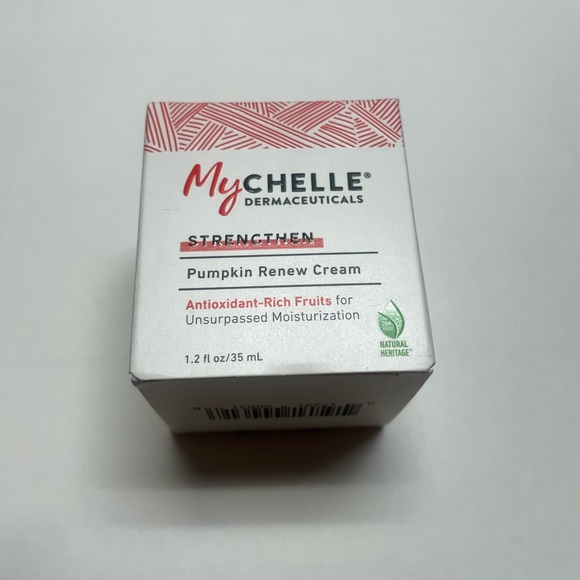 MyCHELLE®
DERMACEUTICALS
STRENGTHEN
Pumpkin Renew Cream
Antioxidant-Rich Fruits for
Unsurpassed Moisturization
1.2 fl oz/35 mL
NATURAL
HERITAGE™